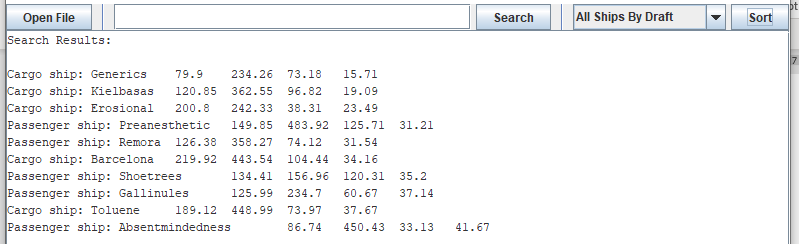 Open File Search All Ships By Draft Sort
Search Results:
Cargo ship: Generics 79.9 234.26 73.18 15.71
Cargo ship: Kielbasas 120.85 362.55 96.82 19.09
Cargo ship: Erosional 200.8 242.33 38.31 23.49
Passenger ship: Preanesthetic 149.85 483.92 125.71 31.21
Passenger ship: Remora 126.38 358.27 74.12 31.54
Cargo ship: Barcelona 219.92 443.54 104.44 34.16
Passenger ship: Shoetrees 134.41 156.96 120.31 35.2
Passenger ship: Gallinules 125.99 234.7 60.67 37.14
Cargo ship: Toluene 189.12 448.99 73.97 37.67
Passenger ship: Absentmindedness 86.74 450.43 33.13 41.67